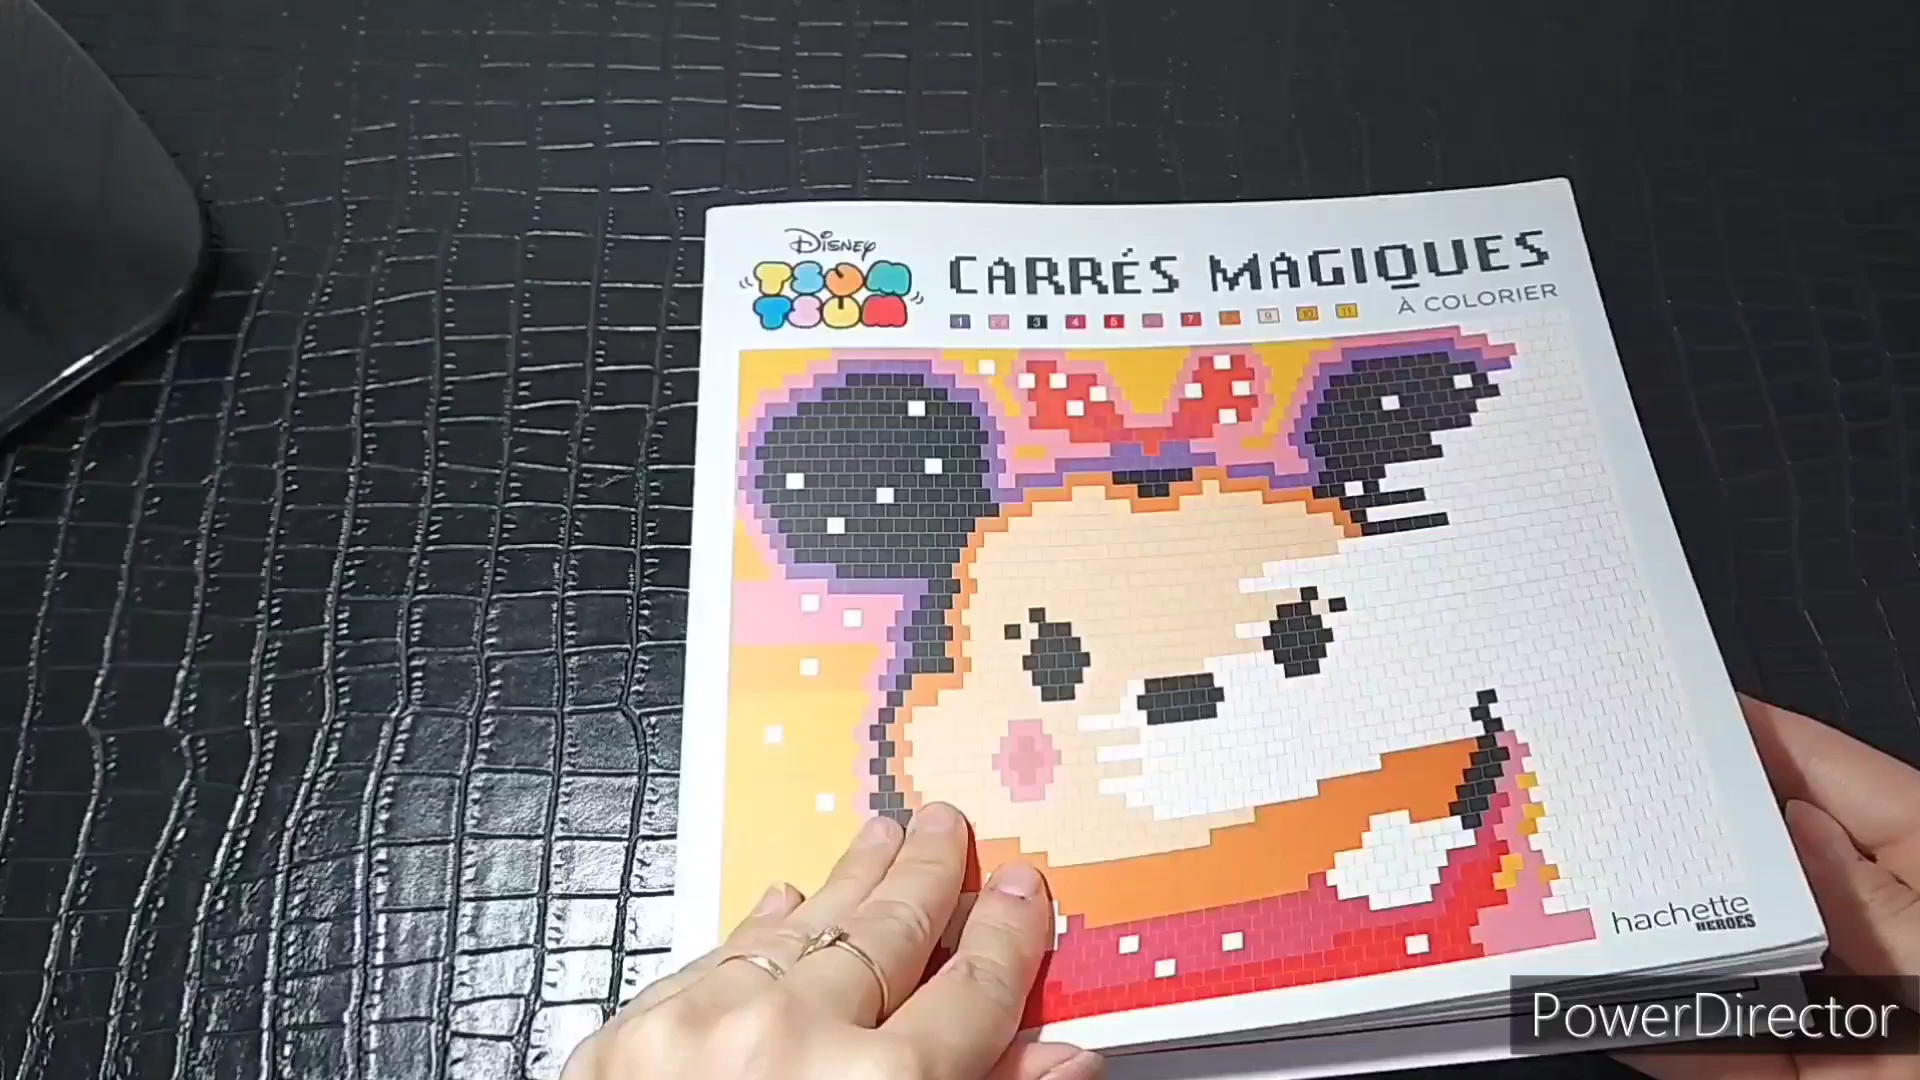 Disney
TSUM
TSUM
CARRÉS MAGIQUES
À COLORIER
1 2 3 4 5 6 7 8 9 10 11
hachette
HEROES
PowerDirector